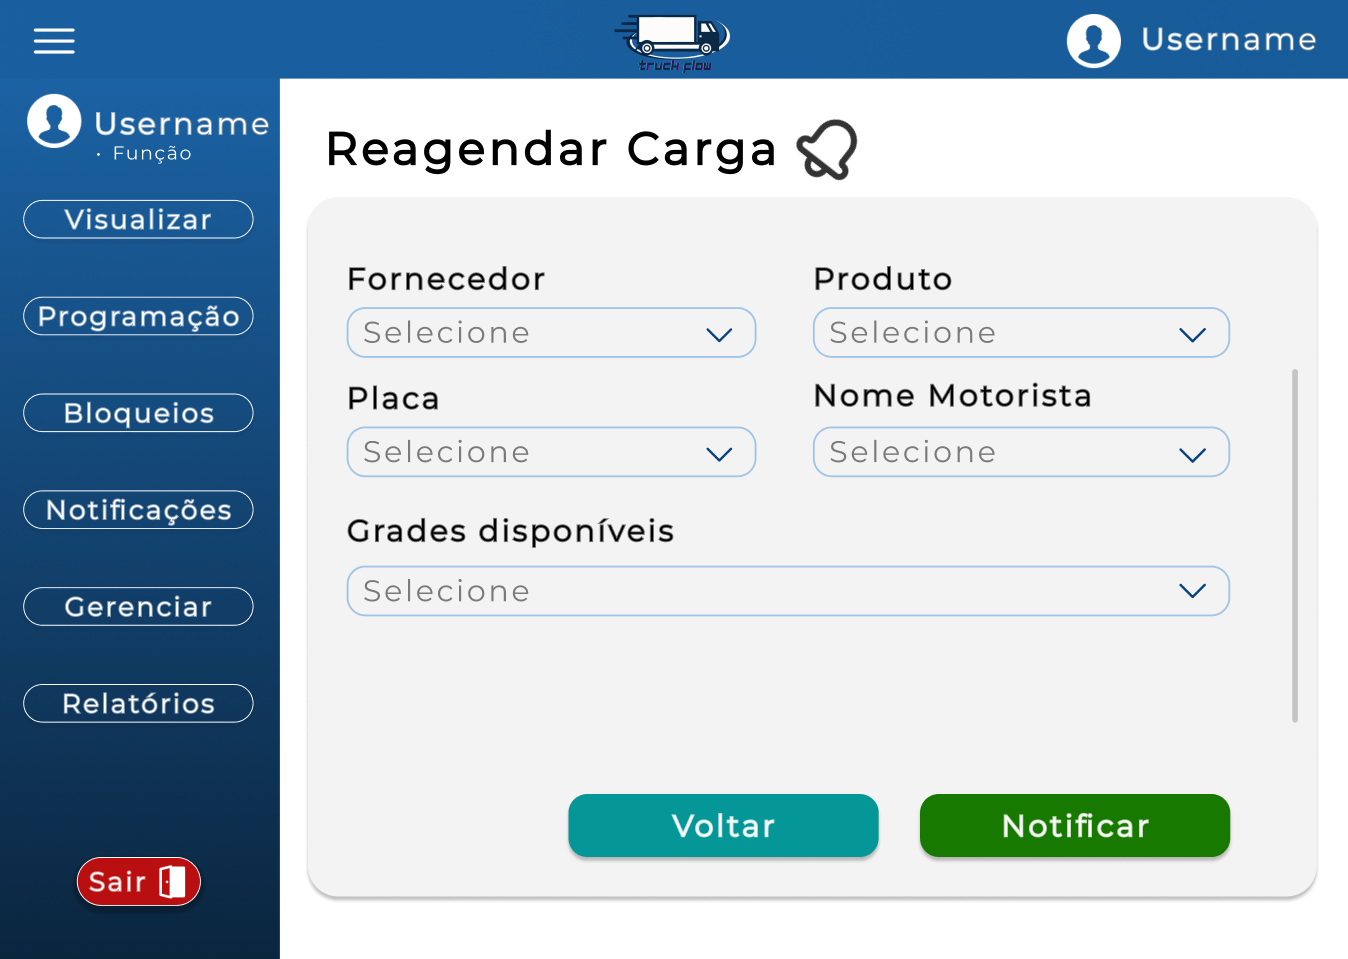 truck flow
Username
Username
· Função
Visualizar
Programação
Bloqueios
Notificações
Gerenciar
Relatórios
Sair
Reagendar Carga
Fornecedor
Selecione
Produto
Selecione
Placa
Selecione
Nome Motorista
Selecione
Grades disponíveis
Selecione
Voltar
Notificar